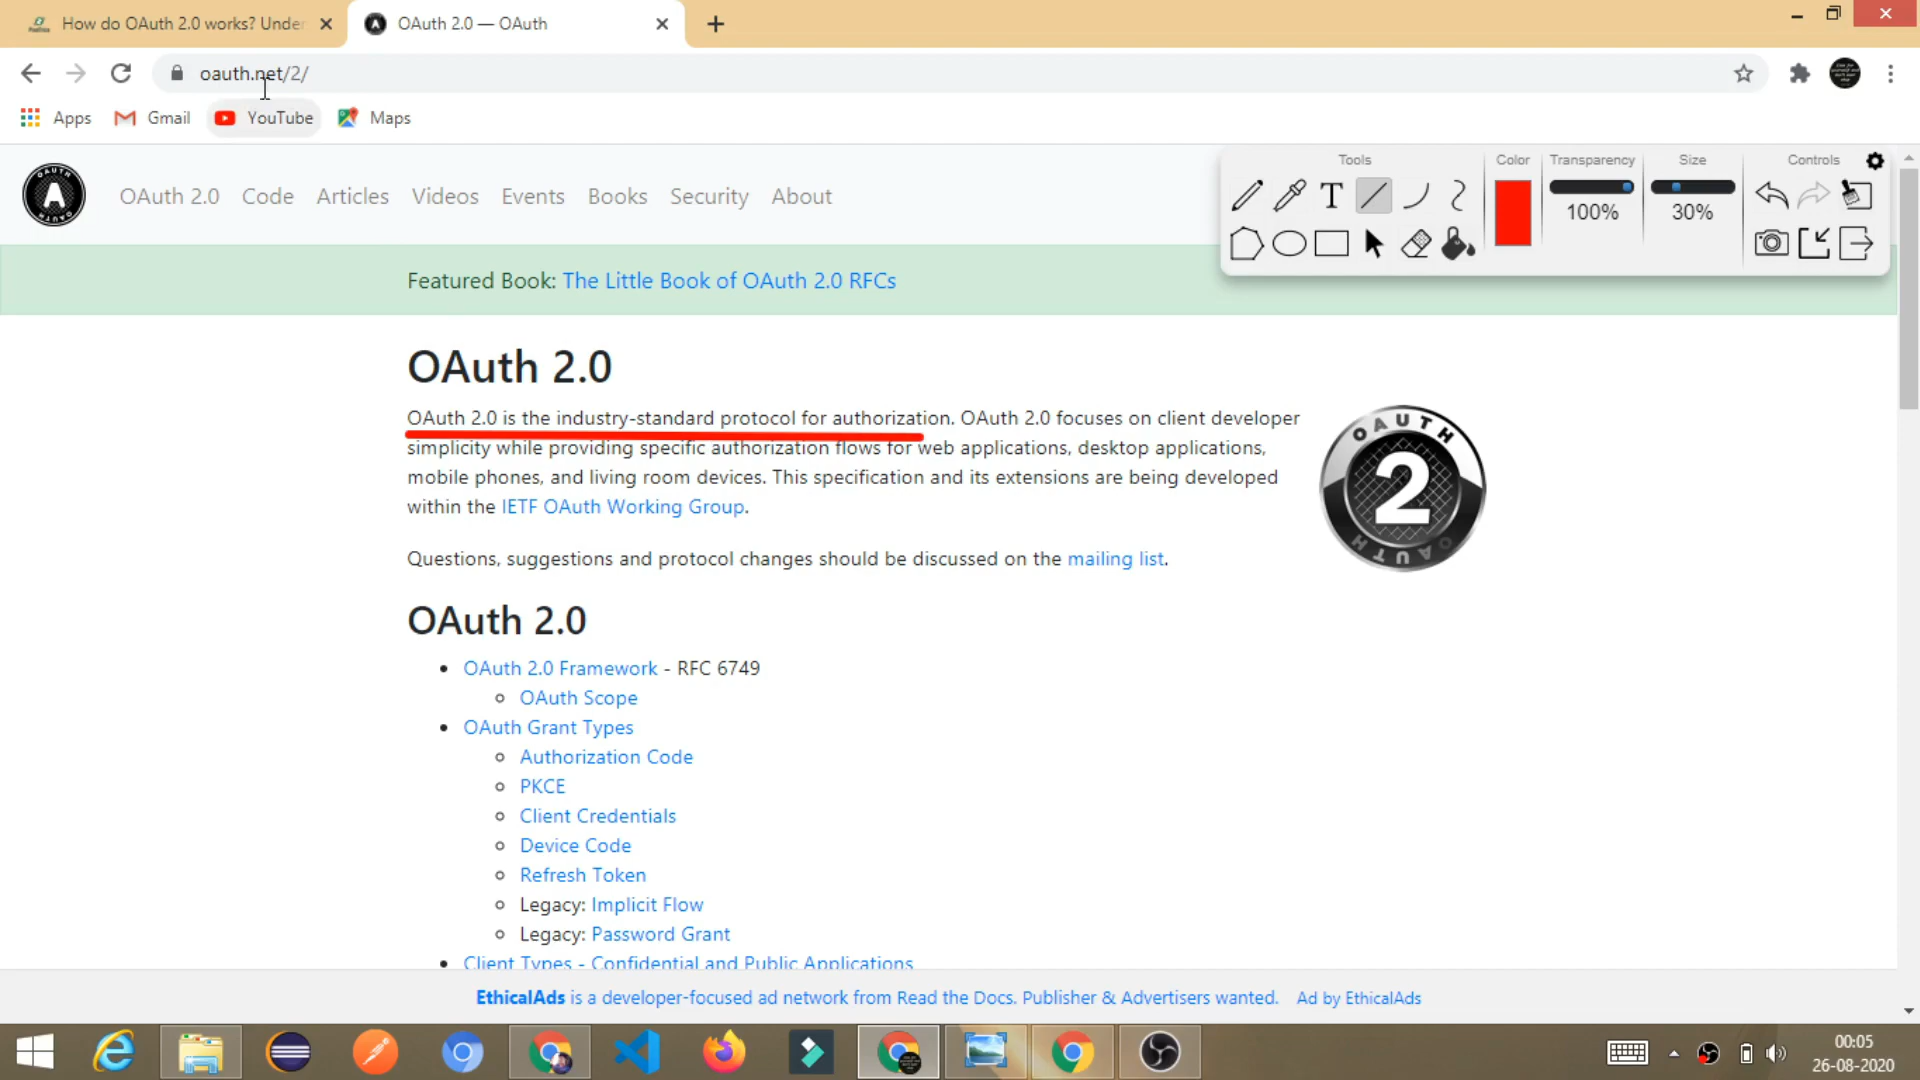 How do OAuth 2.0 works? Under
OAuth 2.0 — OAuth
oauth.net/2/
Apps
Gmail
YouTube
Maps
OAUTH
A
OAuth 2.0
Code
Articles
Videos
Events
Books
Security
About
Tools
Color
Transparency
Size
Controls
T
100%
30%
Featured Book: The Little Book of OAuth 2.0 RFCs
OAuth 2.0
OAuth 2.0 is the industry-standard protocol for authorization. OAuth 2.0 focuses on client developer
simplicity while providing specific authorization flows for web applications, desktop applications,
mobile phones, and living room devices. This specification and its extensions are being developed
within the IETF OAuth Working Group.
OAUTH
2
OAUTH
Questions, suggestions and protocol changes should be discussed on the mailing list.
OAuth 2.0
OAuth 2.0 Framework - RFC 6749
OAuth Scope
OAuth Grant Types
Authorization Code
PKCE
Client Credentials
Device Code
Refresh Token
Legacy: Implicit Flow
Legacy: Password Grant
Client Types - Confidential and Public Applications
EthicalAds is a developer-focused ad network from Read the Docs. Publisher & Advertisers wanted. Ad by EthicalAds
00:05
26-08-2020